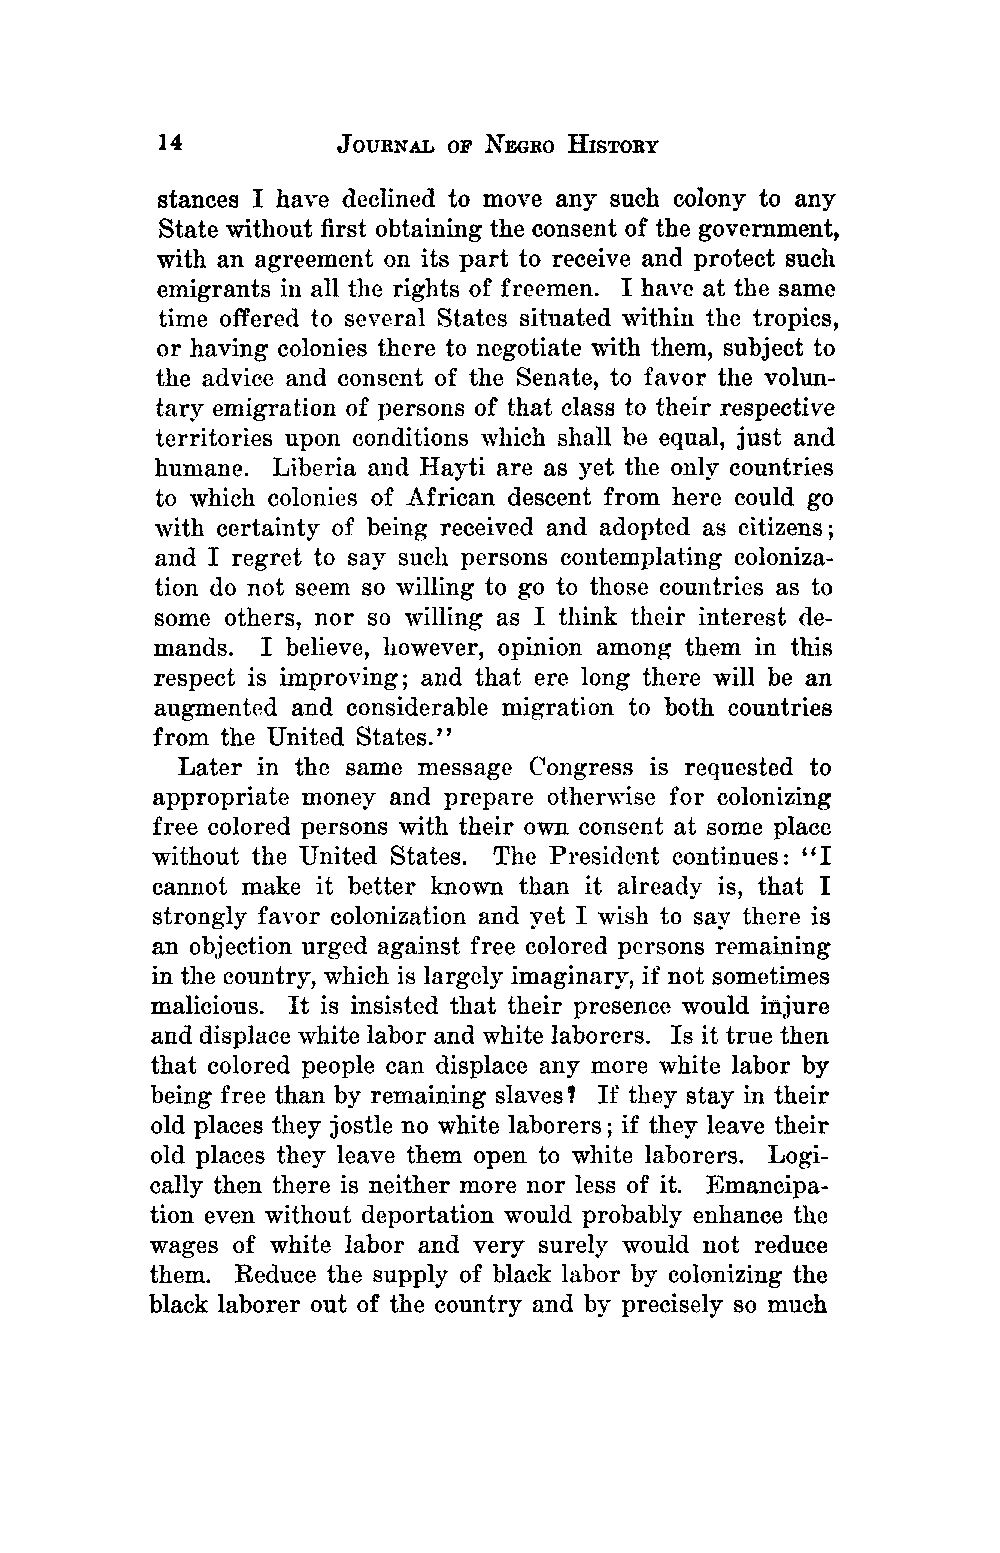 14 JOURNAL OF NEGRO HISTORY
stances I have declined to move any such colony to any
State without first obtaining the consent of the government,
with an agreement on its part to receive and protect such
emigrants in all the rights of freemen. I have at the same
time offered to several States situated within the tropics,
or having colonies there to negotiate with them, subject to
the advice and consent of the Senate, to favor the volun-
tary emigration of persons of that class to their respective
territories upon conditions which shall be equal, just and
humane. Liberia and Hayti are as yet the only countries
to which colonies of African descent from here could go
with certainty of being received and adopted as citizens;
and I regret to say such persons contemplating coloniza-
tion do not seem so willing to go to those countries as to
some others, nor so willing as I think their interest de-
mands. I believe, however, opinion among them in this
respect is improving; and that ere long there will be an
augmented and considerable migration to both countries
from the United States.''
Later in the same message Congress is requested to
appropriate money and prepare otherwise for colonizing
free colored persons with their own consent at some place
without the United States. The President continues: ''I
cannot make it better known than it already is, that I
strongly favor colonization and yet I wish to say there is
an objection urged against free colored persons remaining
in the country, which is largely imaginary, if not sometimes
malicious. It is insisted that their presence would injure
and displace white labor and white laborers. Is it true then
that colored people can displace any more white labor by
being free than by remaining slaves? If they stay in their
old places they jostle no white laborers; if they leave their
old places they leave them open to white laborers. Logi-
cally then there is neither more nor less of it. Emancipa-
tion even without deportation would probably enhance the
wages of white labor and very surely would not reduce
them. Reduce the supply of black labor by colonizing the
black laborer out of the country and by precisely so much